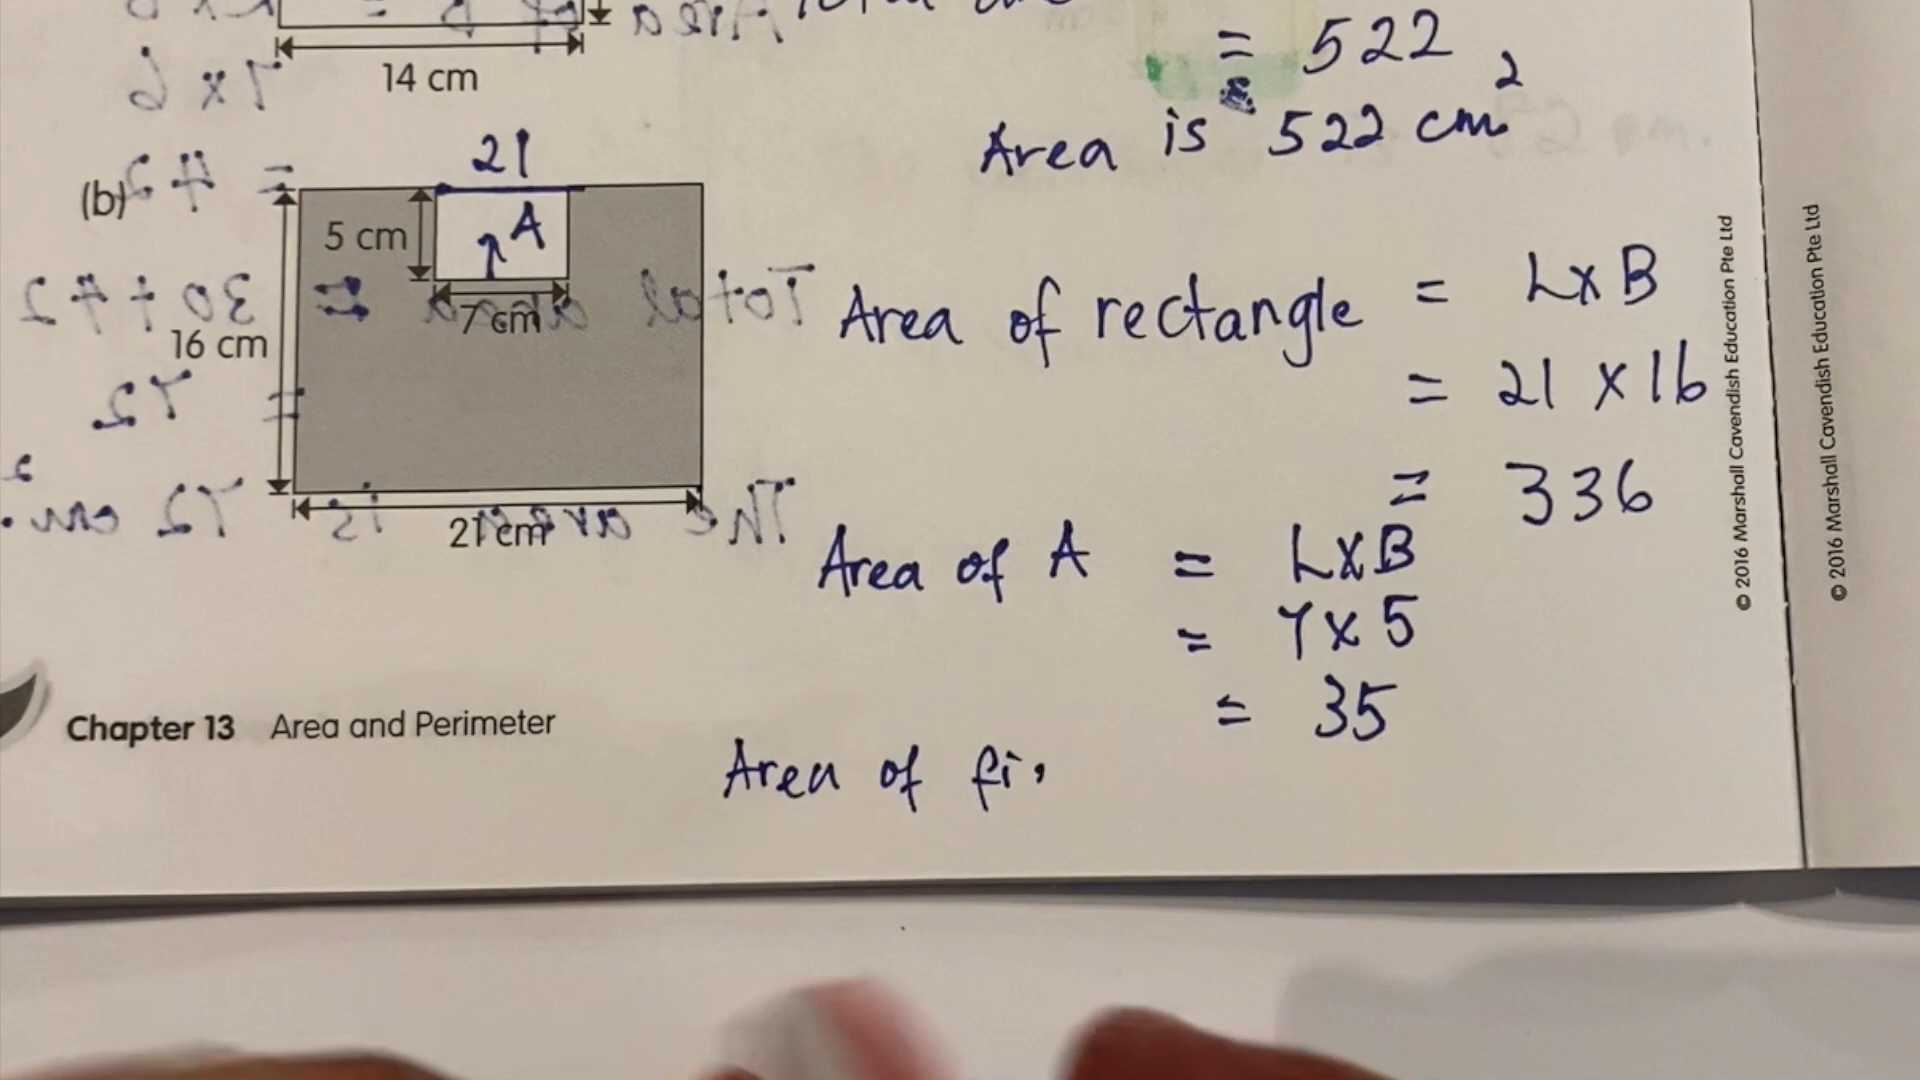 14 cm
= 522
Area is 522 cm²
(b)
21
5 cm
A
7 cm
16 cm
21 cm
Area of rectangle = L x B
= 21 x 16
= 336
Area of A = L x B
= 7 x 5
= 35
Area of fi
Chapter 13 Area and Perimeter
© 2016 Marshall Cavendish Education Pte Ltd
© 2016 Marshall Cavendish Education Pte Ltd